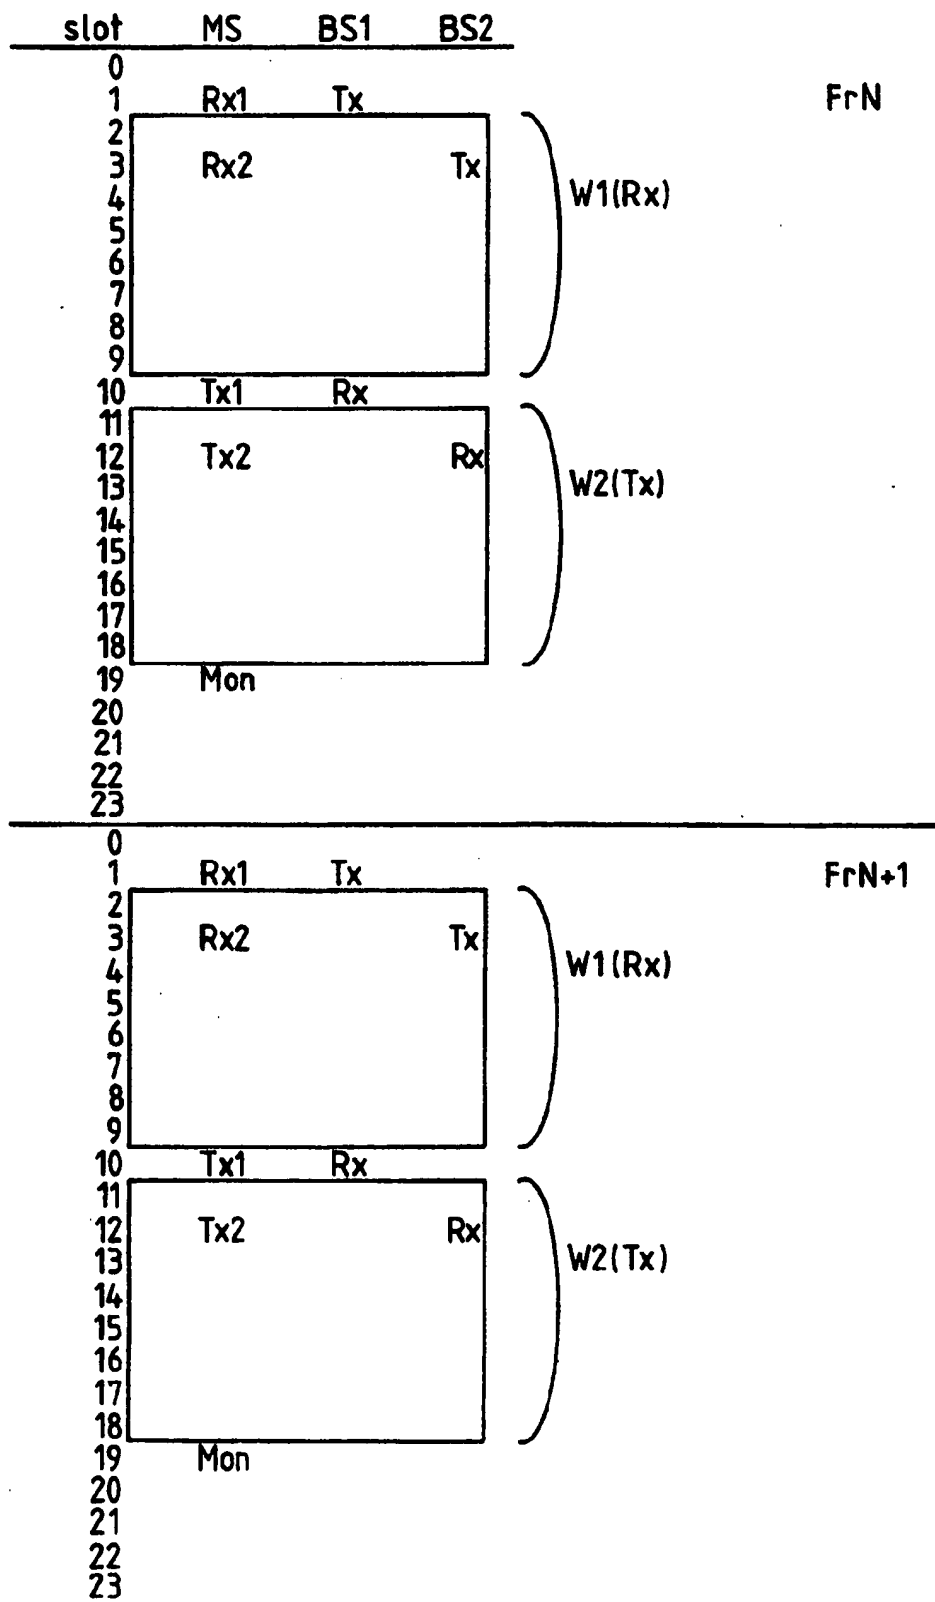 slot MS BS1 BS2
0
1 Rx1 Tx FrN
2
3 Rx2 Tx
4 W1(Rx)
5
6
7
8
9
10 Tx1 Rx
11
12 Tx2 Rx
13 W2(Tx)
14
15
16
17
18
19 Mon
20
21
22
23
0
1 Rx1 Tx FrN+1
2
3 Rx2 Tx
4 W1(Rx)
5
6
7
8
9
10 Tx1 Rx
11
12 Tx2 Rx
13 W2(Tx)
14
15
16
17
18
19 Mon
20
21
22
23